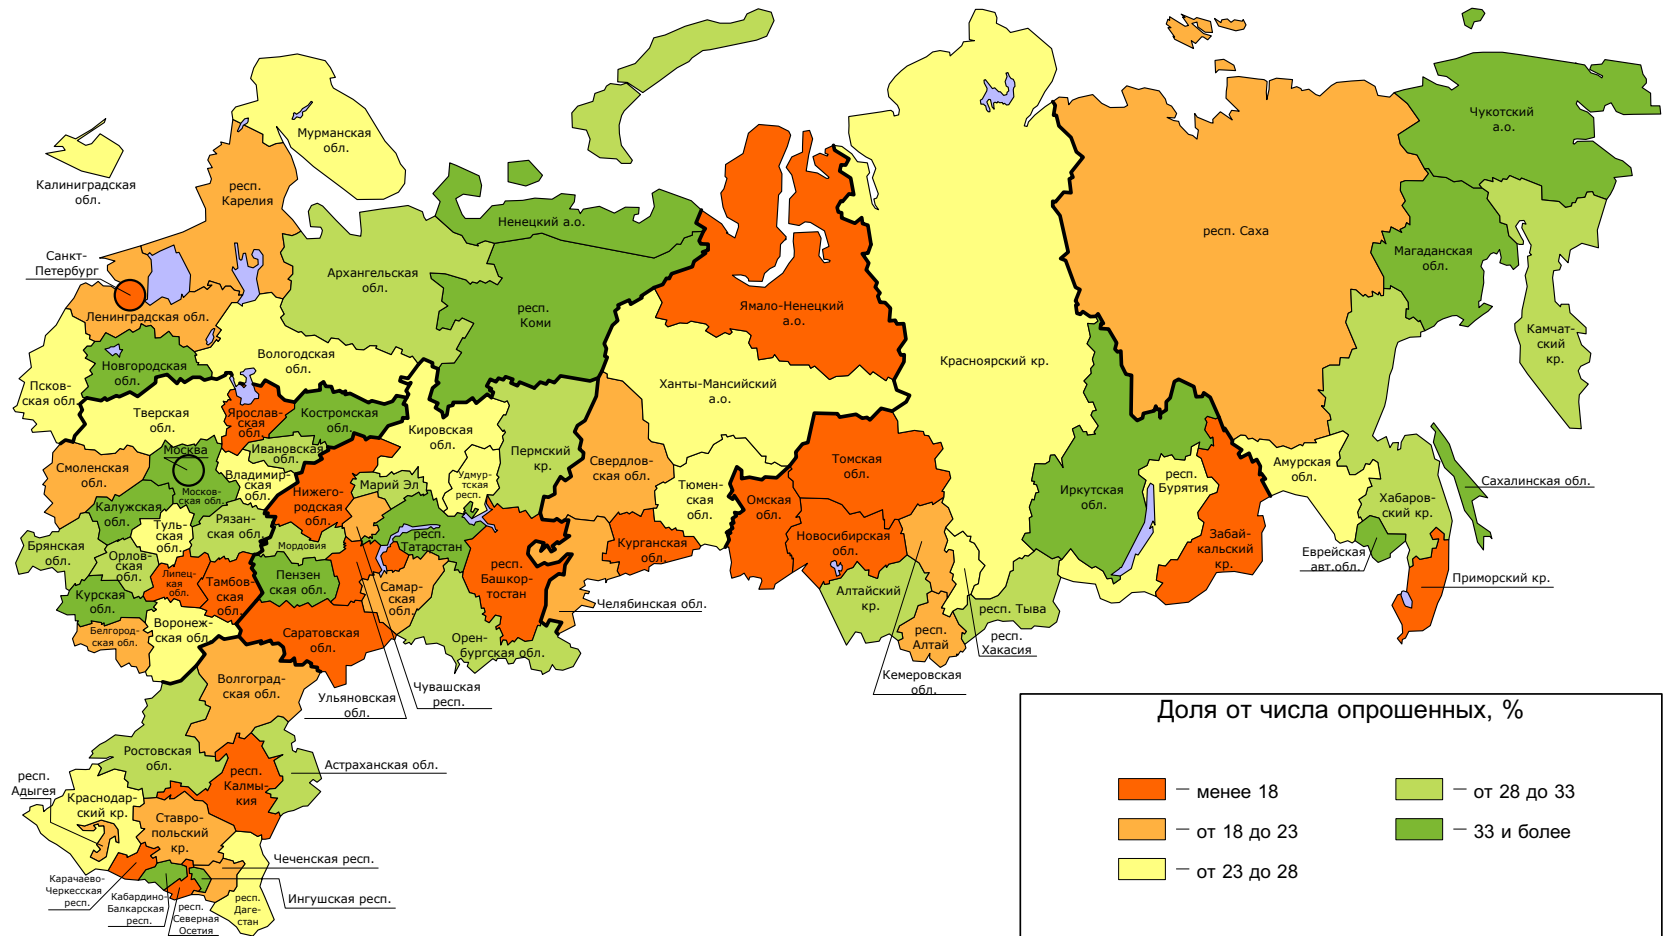 Мурманская
обл.
Калиниградская
обл.
респ.
Карелия
Санкт-
Петербург
Ленинградская обл.
Ненецкий а.о.
Архангельская
обл.
респ.
Коми
Новгородская
обл.
Вологодская
обл.
Псков-
ская обл.
Тверская
обл.
Ярослав-
ская
обл.
Костромская
обл.
Кировская
обл.
Пермский
кр.
Смоленская
обл.
Москва
Москов-
ская обл.
Ивановская
обл.
Владимир-
ская
обл.
Нижего-
родская
обл.
Марий Эл
Удмур-
тская
респ.
Калужская
обл.
Туль-
ская
обл.
Рязан-
ская обл.
Мордовия
респ.
Татарстан
Брянская
обл.
Орлов-
ская
обл.
Липец-
кая
обл.
Тамбов-
ская
обл.
Пензен
ская обл.
Самар-
ская
обл.
респ.
Башкор-
тостан
Курская
обл.
Белгород-
ская обл.
Воронеж-
ская обл.
Саратовская
обл.
Орен-
бургская обл.
Ульяновская
обл.
Чувашская
респ.
Волгоград-
ская обл.
Ростовская
обл.
респ.
Калмы-
кия
Астраханская обл.
респ.
Адыгея
Краснодар-
ский кр.
Ставро-
польский
кр.
Чеченская респ.
Ингушская респ.
Карачаево-
Черкесская
респ.
Кабардино-
Балкарская
респ.
респ.
Северная
Осетия
респ.
Даге-
стан
Ямало-Ненецкий
а.о.
Ханты-Мансийский
а.о.
Свердлов-
ская обл.
Тюмен-
ская
обл.
Курганская
обл.
Челябинская обл.
Омская
обл.
Томская
обл.
Новосибирская
обл.
Алтайский
кр.
респ.
Алтай
Кемеровская
обл.
респ.
Хакасия
респ. Тыва
Красноярский кр.
Иркутская
обл.
респ.
Бурятия
Забай-
кальский
кр.
респ. Саха
Амурская
обл.
Чукотский
а.о.
Магаданская
обл.
Камчат-
ский
кр.
Хабаров-
ский кр.
Сахалинская обл.
Еврейская
авт.обл.
Приморский кр.
Доля от числа опрошенных, %
— менее 18
— от 18 до 23
— от 23 до 28
— от 28 до 33
— 33 и более